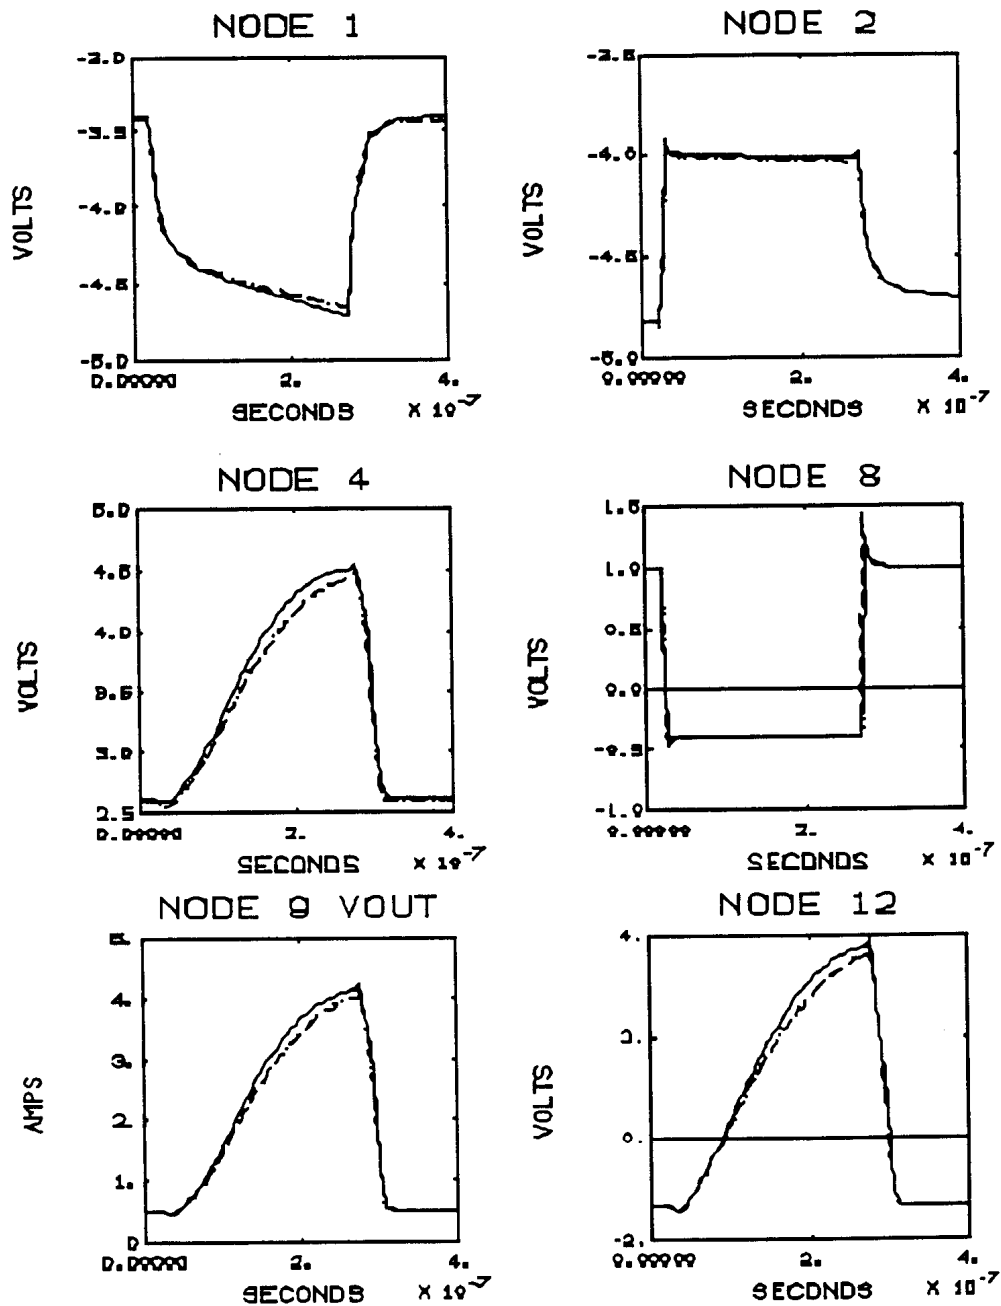 NODE 1
-3.0
-3.5
-4.0
-4.5
-5.0
VOLTS
0.00000
2.
4.
SECONDS
X 10-7
NODE 2
-3.5
-4.0
-4.5
-5.0
VOLTS
0.00000
2.
4.
SECONDS
X 10-7
NODE 4
5.0
4.5
4.0
3.5
3.0
2.5
VOLTS
0.00000
2.
4.
SECONDS
X 10-7
NODE 8
1.5
1.0
0.5
0.0
-0.5
-1.0
VOLTS
0.00000
2.
4.
SECONDS
X 10-7
NODE 9 VOUT
5.
4.
3.
2.
1.
0
AMPS
0.00000
2.
4.
SECONDS
X 10-7
NODE 12
4.
2.
0.
-2.
VOLTS
0.00000
2.
4.
SECONDS
X 10-7